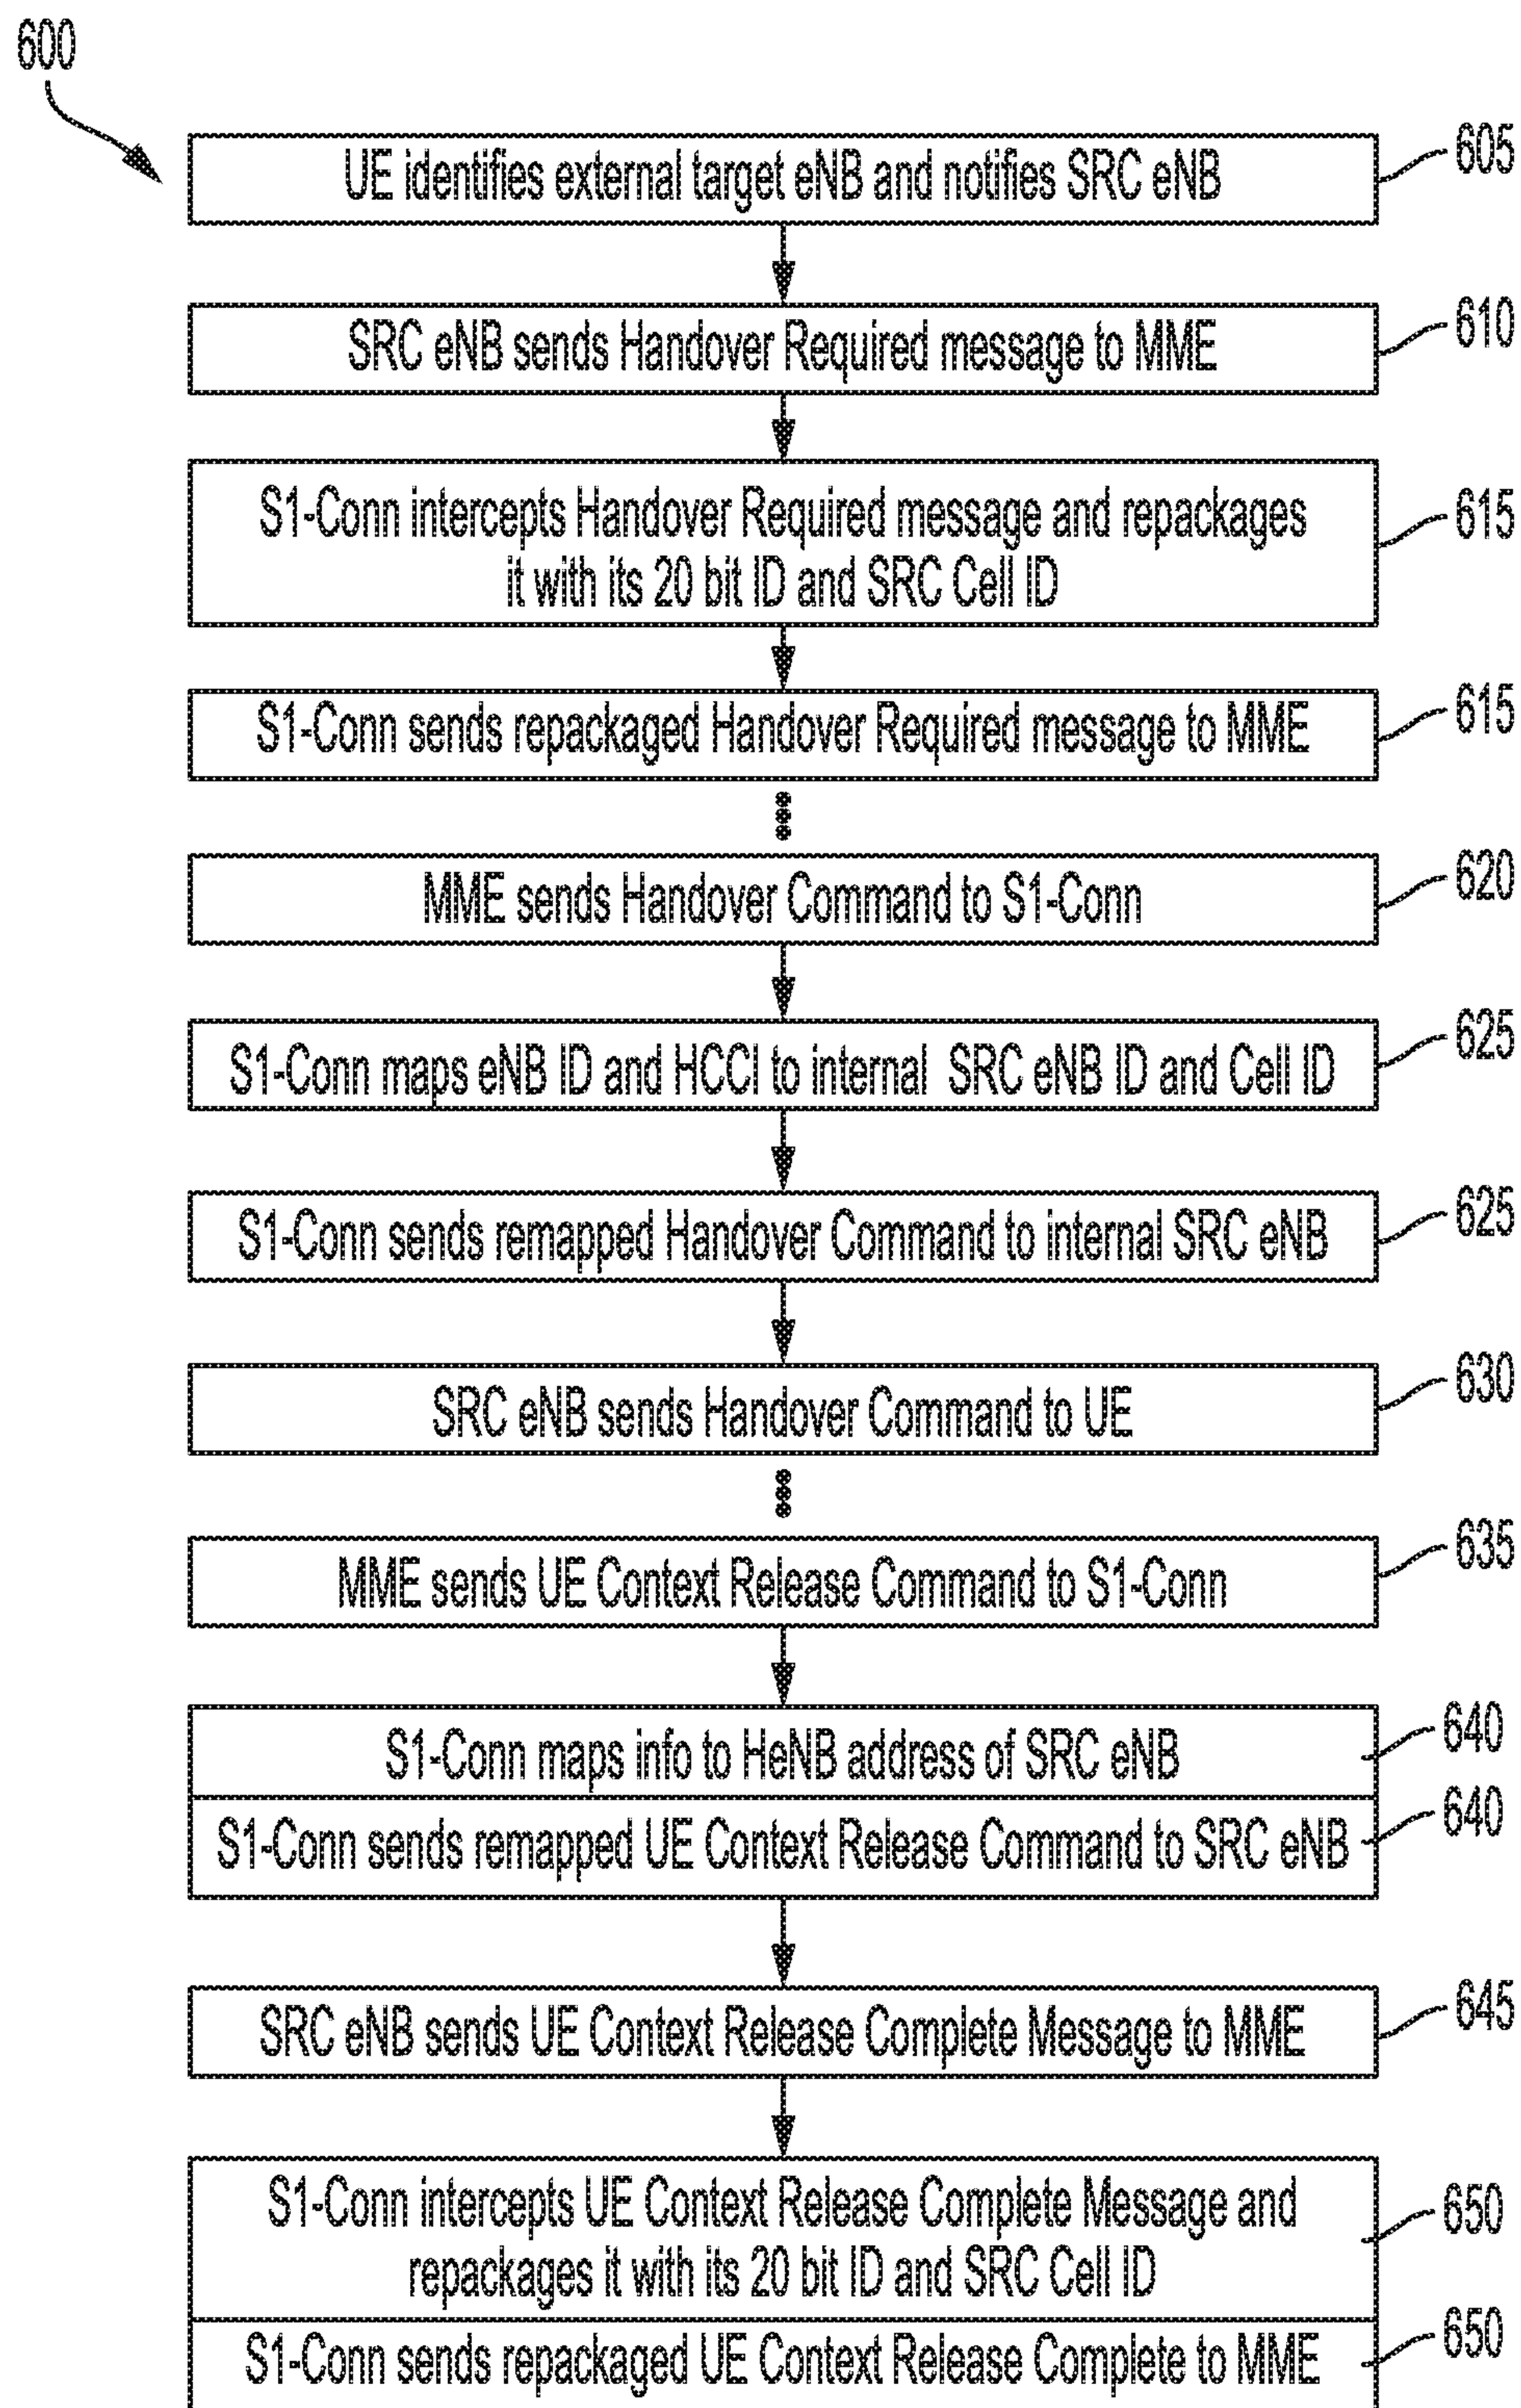 600
UE identifies external target eNB and notifies SRC eNB
605
SRC eNB sends Handover Required message to MME
610
S1-Conn intercepts Handover Required message and repackages
it with its 20 bit ID and SRC Cell ID
615
S1-Conn sends repackaged Handover Required message to MME
615
MME sends Handover Command to S1-Conn
620
S1-Conn maps eNB ID and HCCI to internal SRC eNB ID and Cell ID
625
S1-Conn sends remapped Handover Command to internal SRC eNB
625
SRC eNB sends Handover Command to UE
630
MME sends UE Context Release Command to S1-Conn
635
S1-Conn maps info to HeNB address of SRC eNB
640
S1-Conn sends remapped UE Context Release Command to SRC eNB
640
SRC eNB sends UE Context Release Complete Message to MME
645
S1-Conn intercepts UE Context Release Complete Message and
repackages it with its 20 bit ID and SRC Cell ID
650
S1-Conn sends repackaged UE Context Release Complete to MME
650